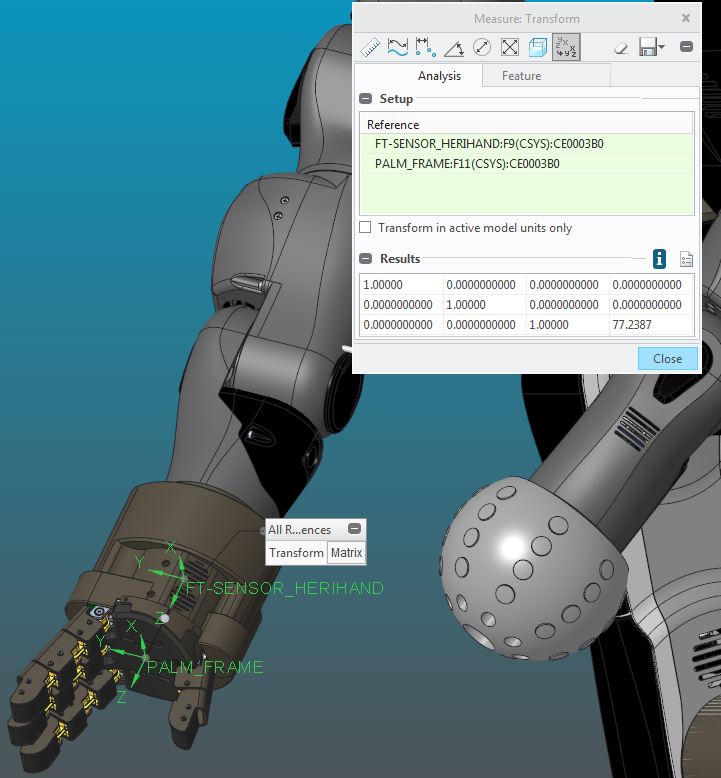 Measure: Transform
Analysis
Feature
Setup
Reference
FT-SENSOR_HERIHAND:F9(CSYS):CE0003B0
PALM_FRAME:F11(CSYS):CE0003B0
Transform in active model units only
Results
1.00000 0.0000000000 0.0000000000 0.0000000000
0.0000000000 1.00000 0.0000000000 0.0000000000
0.0000000000 0.0000000000 1.00000 77.2387
Close
All R...ences
Transform Matrix
X
Y
FT-SENSOR_HERIHAND
Z
X
Y
PALM_FRAME
Z